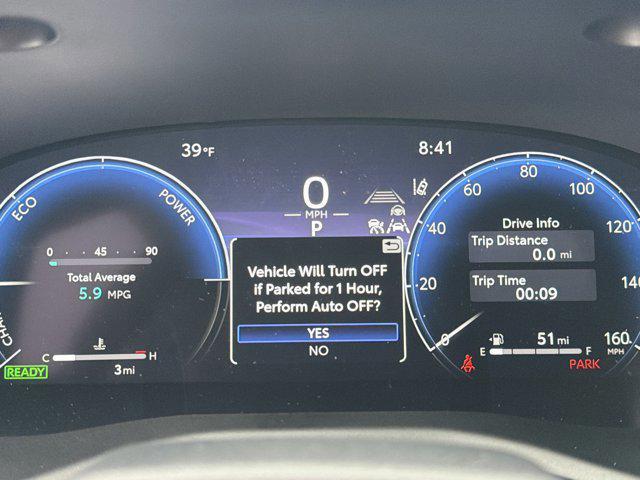 39°F
8:41
0
MPH
P
ECO
POWER
0 45 90
Total Average
5.9 MPG
C H
READY
3 mi
Vehicle Will Turn OFF
if Parked for 1 Hour,
Perform Auto OFF?
YES
NO
0 20 40 60 80 100 120 140 160
MPH
Drive Info
Trip Distance
0.0 mi
Trip Time
00:09
51 mi
E F
PARK